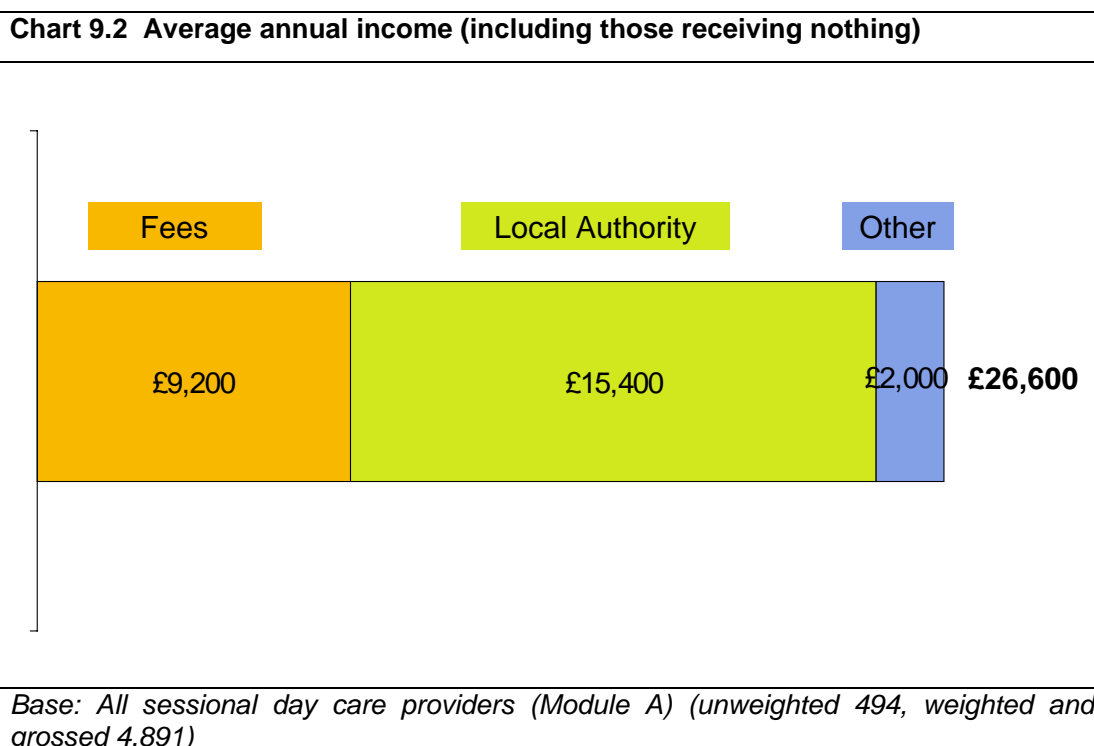 Chart 9.2 Average annual income (including those receiving nothing)
Fees Local Authority Other
£9,200 £15,400 £2,000 £26,600
Base: All sessional day care providers (Module A) (unweighted 494, weighted and
grossed 4,891)